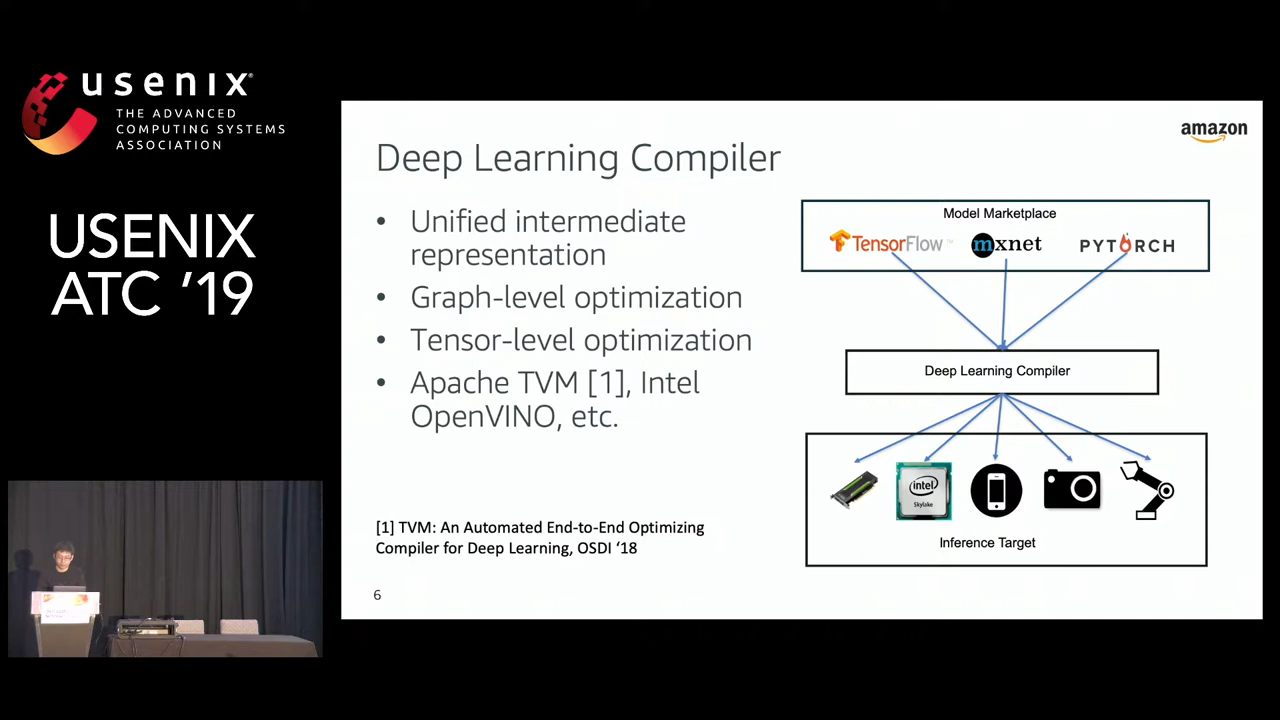 usenix
THE ADVANCED
COMPUTING SYSTEMS
ASSOCIATION
USENIX
ATC '19
amazon
Deep Learning Compiler
• Unified intermediate
representation
• Graph-level optimization
• Tensor-level optimization
• Apache TVM [1], Intel
OpenVINO, etc.
[1] TVM: An Automated End-to-End Optimizing
Compiler for Deep Learning, OSDI ‘18
6
Model Marketplace
TensorFlow
mxnet
PYTORCH
Deep Learning Compiler
intel
Skylake
Inference Target